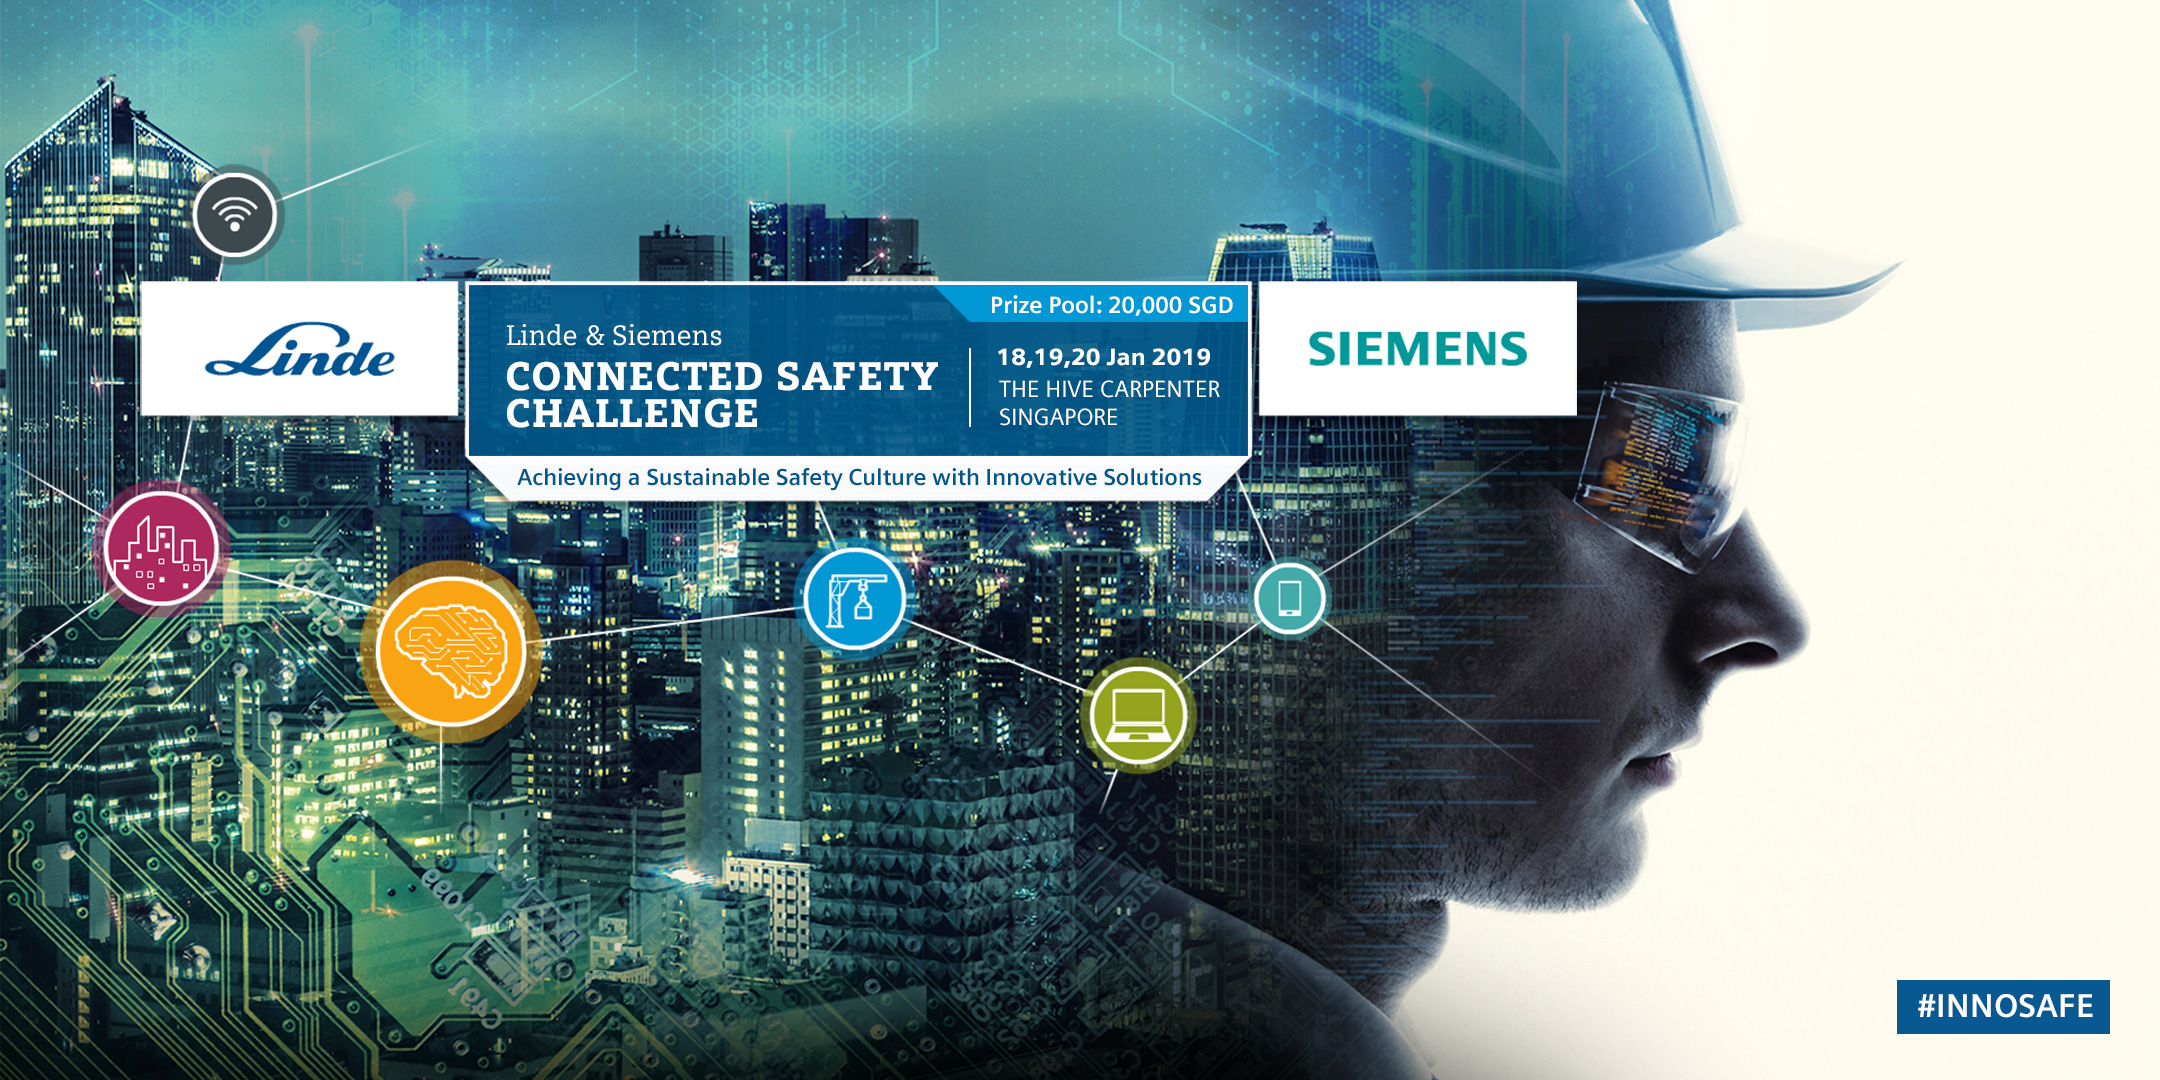 Linde
Prize Pool: 20,000 SGD
Linde & Siemens
CONNECTED SAFETY
CHALLENGE
18,19,20 Jan 2019
THE HIVE CARPENTER
SINGAPORE
SIEMENS
Achieving a Sustainable Safety Culture with Innovative Solutions
#INNOSAFE